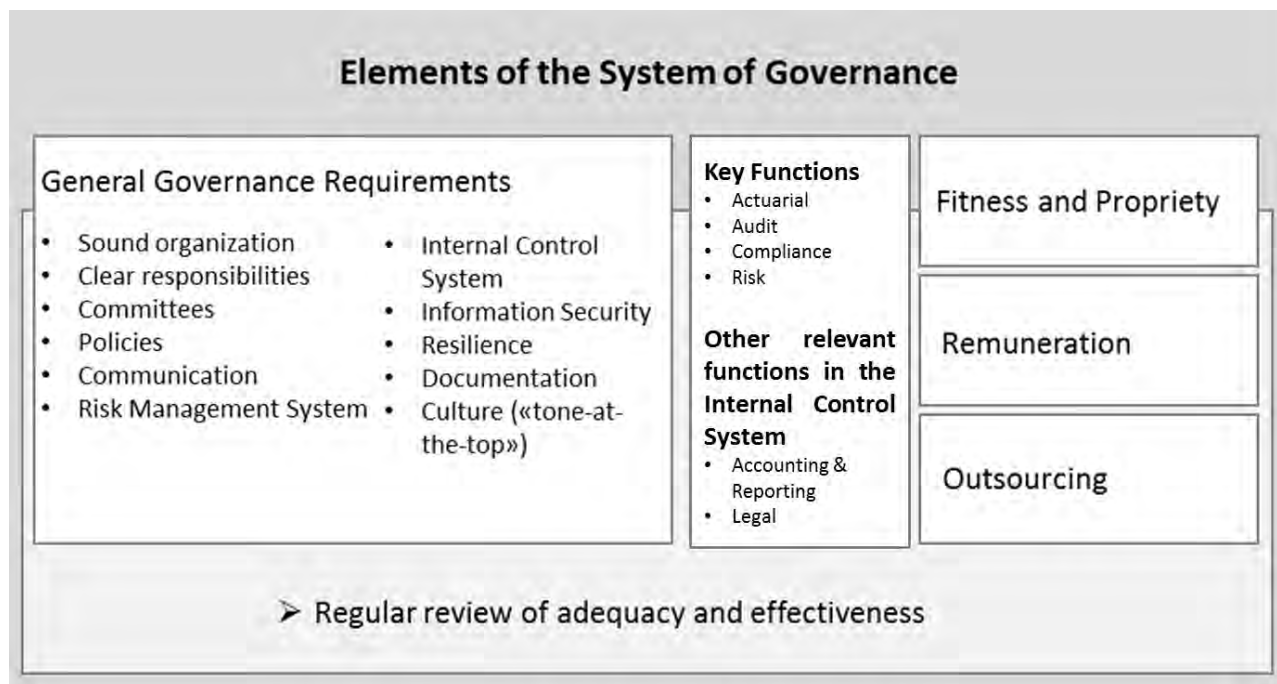 Elements of the System of Governance
General Governance Requirements
• Sound organization
• Clear responsibilities
• Committees
• Policies
• Communication
• Risk Management System
• Internal Control
System
• Information Security
• Resilience
• Documentation
• Culture («tone-at-
the-top»)
Key Functions
• Actuarial
• Audit
• Compliance
• Risk
Other relevant
functions in the
Internal Control
System
• Accounting &
Reporting
• Legal
Fitness and Propriety
Remuneration
Outsourcing
➢ Regular review of adequacy and effectiveness